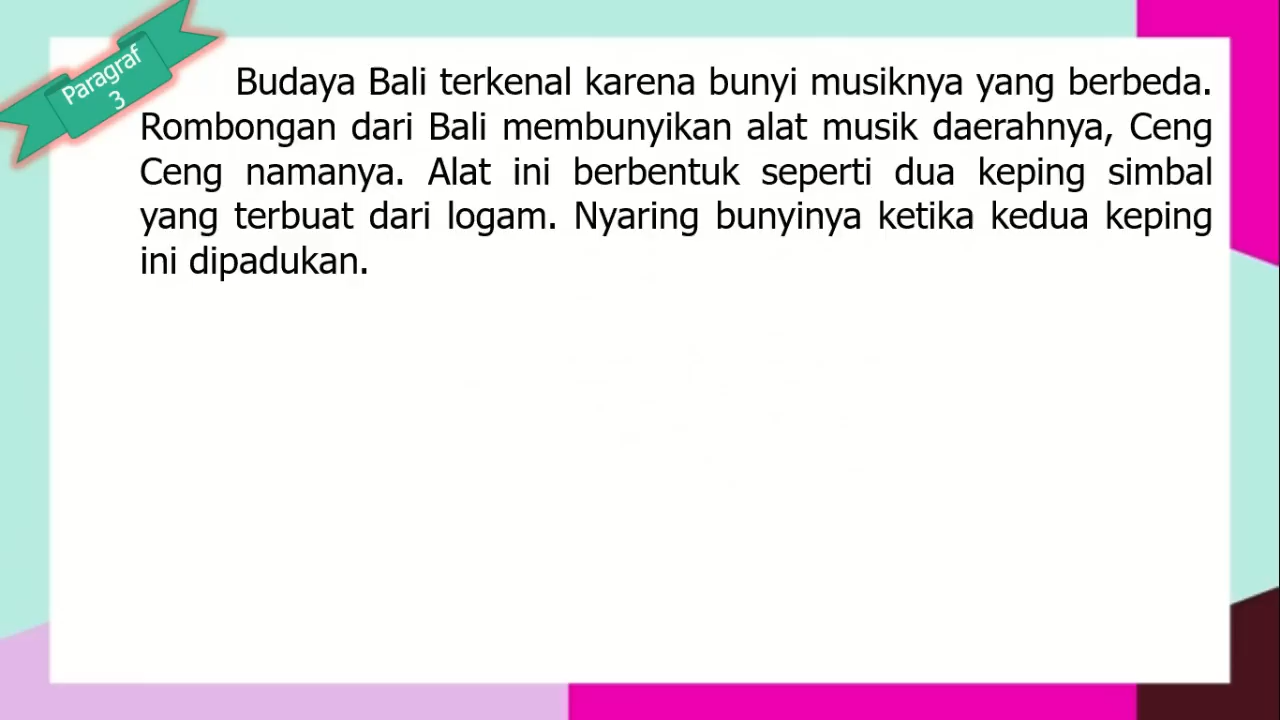 Paragraf
3
Budaya Bali terkenal karena bunyi musiknya yang berbeda.
Rombongan dari Bali membunyikan alat musik daerahnya, Ceng
Ceng namanya. Alat ini berbentuk seperti dua keping simbal
yang terbuat dari logam. Nyaring bunyinya ketika kedua keping
ini dipadukan.